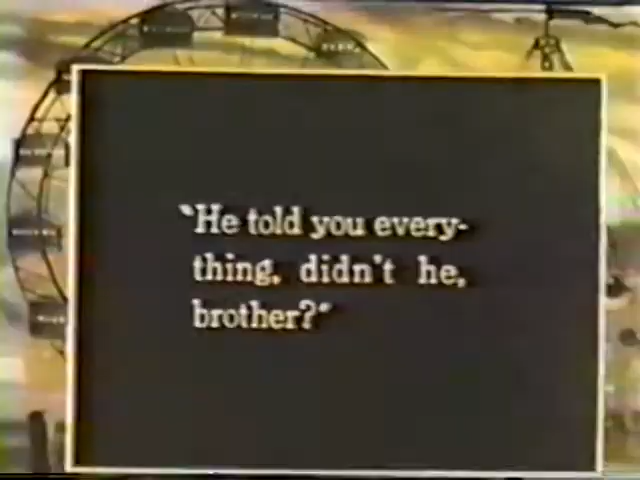 "He told you every-
thing, didn't he,
brother?"